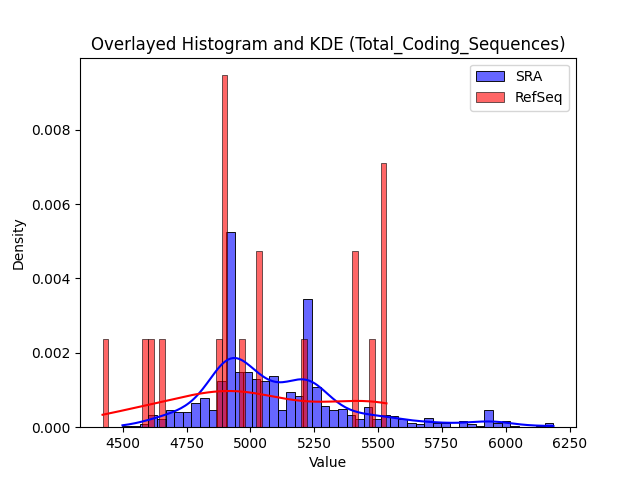 Overlayed Histogram and KDE (Total_Coding_Sequences)
SRA
RefSeq
Density
0.008
0.006
0.004
0.002
0.000
4500 4750 5000 5250 5500 5750 6000 6250
Value